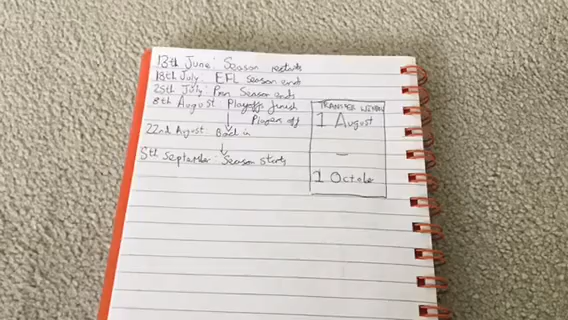 13th June: Season restarts
18th July: EFL season end
25th July: Prem Season ends
8th August Playoffs finish
Players off
22nd August Back in
5th September: Season starts
TRANSFER WINDOW
1 August
—
1 October